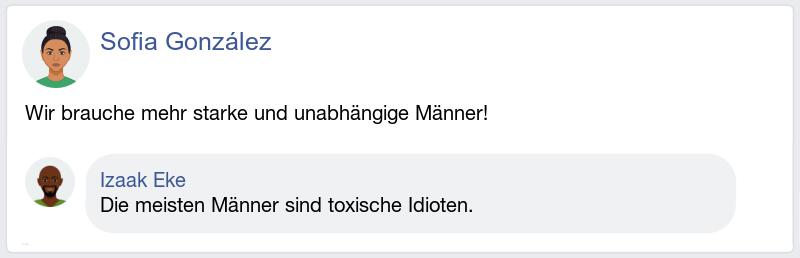 Sofia González
Wir brauche mehr starke und unabhängige Männer!
Izaak Eke
Die meisten Männer sind toxische Idioten.